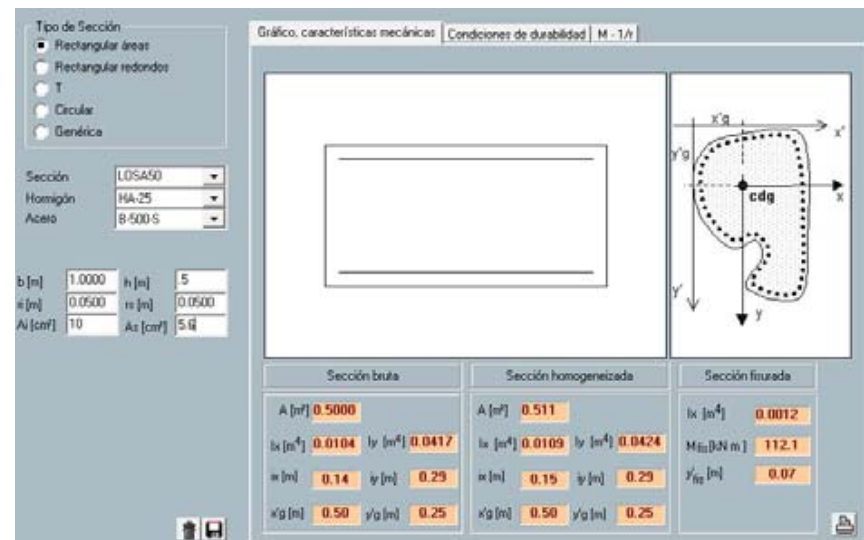 Tipo de Sección
Rectangular áreas
Rectangular redondos
T
Circular
Genérica
Sección LOSA50
Hormigón HA-25
Acero B-500-S
b [m] 1.0000 h [m] .5
ri [m] 0.0500 rs [m] 0.0500
Ai [cm²] 10 As [cm²] 5.6
Gráfico, características mecánicas Condiciones de durabilidad M - 1/r
x'g x'
y'g
cdg x
y' y
Sección bruta
A [m²] 0.5000
Ix [m⁴] 0.0104 Iy [m⁴] 0.0417
ix [m] 0.14 iy [m] 0.29
x'g [m] 0.50 y'g [m] 0.25
Sección homogeneizada
A [m²] 0.511
Ix [m⁴] 0.0109 Iy [m⁴] 0.0424
ix [m] 0.15 iy [m] 0.29
x'g [m] 0.50 y'g [m] 0.25
Sección fisurada
Ix [m⁴] 0.0012
Mfis [kN m] 112.1
y'fis [m] 0.07